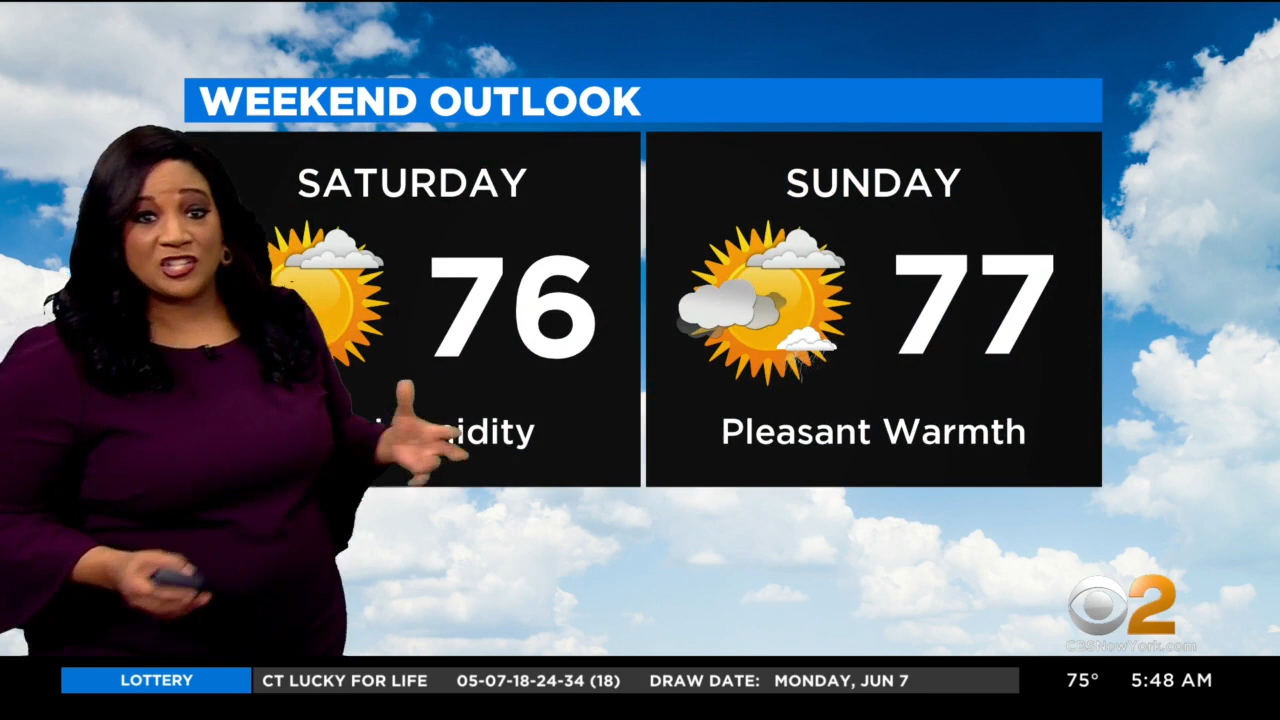 WEEKEND OUTLOOK
SATURDAY
SUNDAY
76
77
Pleasant Warmth
2
CBSNewYork.com
LOTTERY
CT LUCKY FOR LIFE 05-07-18-24-34 (18) DRAW DATE: MONDAY, JUN 7
75° 5:48 AM